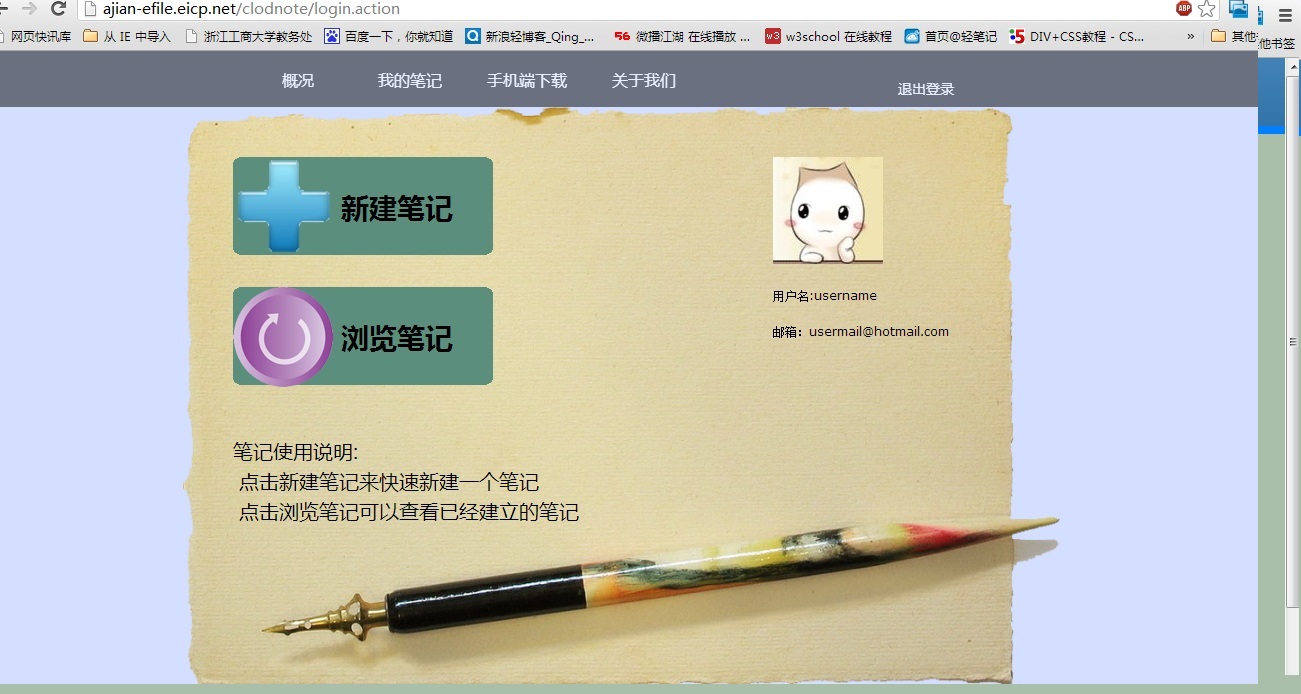 ajian-efile.eicp.net/clodnote/login.action
ABP
网页快讯库 从 IE 中导入 浙江工商大学教务处 百度一下，你就知道 新浪轻博客_Qing_... 56 微播江湖 在线播放 ... w3 w3school 在线教程 首页@轻笔记 5 DIV+CSS教程 - CS... » 其他 他书签
概况 我的笔记 手机端下载 关于我们 退出登录
新建笔记
浏览笔记
用户名:username
邮箱：usermail@hotmail.com
笔记使用说明:
点击新建笔记来快速新建一个笔记
点击浏览笔记可以查看已经建立的笔记